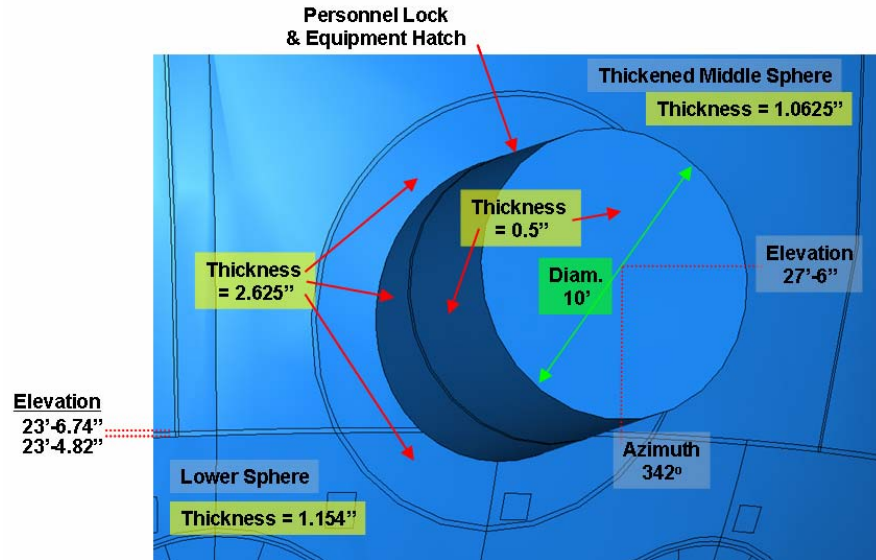 Personnel Lock
& Equipment Hatch
Thickened Middle Sphere
Thickness = 1.0625”
Thickness
= 0.5”
Thickness
= 2.625”
Diam.
10’
Elevation
27’-6”
Elevation
23’-6.74”
23’-4.82”
Azimuth
342º
Lower Sphere
Thickness = 1.154”